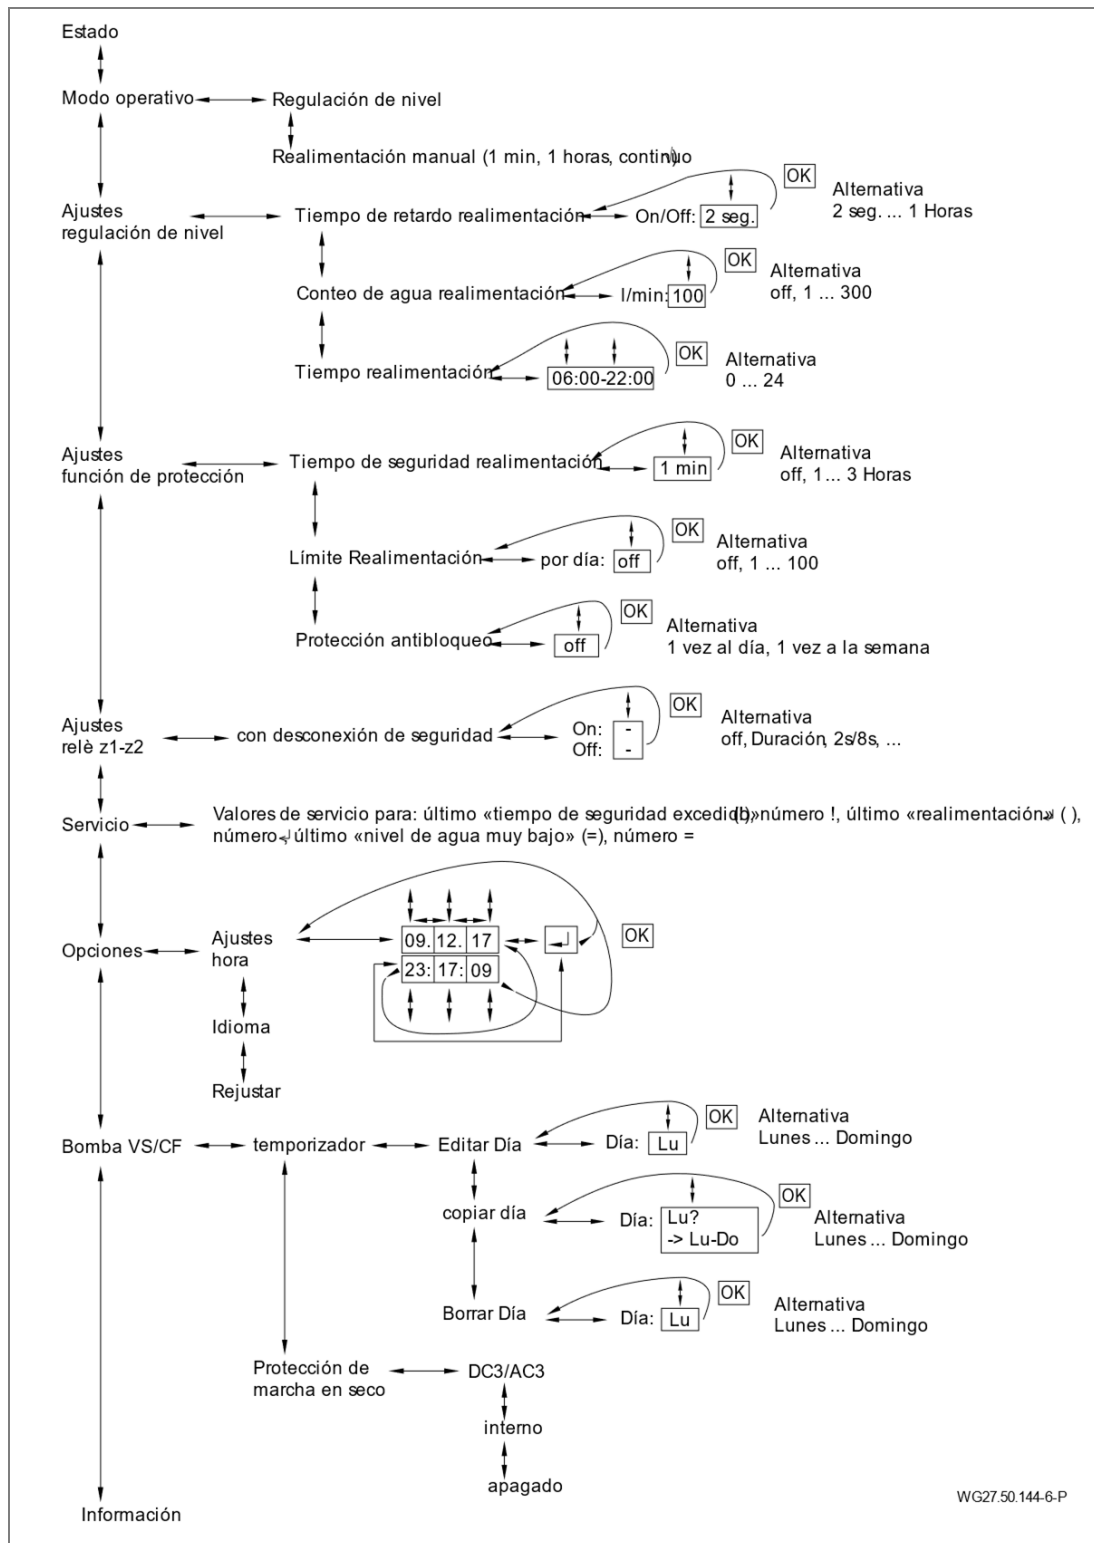 Estado
Modo operativo
Regulación de nivel
Realimentación manual (1 min, 1 horas, continuo)
OK
Alternativa
2 seg. ... 1 Horas
Ajustes
regulación de nivel
Tiempo de retardo realimentación
On/Off: 2 seg.
OK
Alternativa
off, 1 ... 300
Conteo de agua realimentación
l/min: 100
OK
Alternativa
0 ... 24
Tiempo realimentación
06:00-22:00
Ajustes
función de protección
Tiempo de seguridad realimentación
1 min
OK
Alternativa
off, 1 ... 3 Horas
Límite Realimentación
por día: off
OK
Alternativa
off, 1 ... 100
Protección antibloqueo
off
OK
Alternativa
1 vez al día, 1 vez a la semana
Ajustes
relè z1-z2
con desconexión de seguridad
On: -
Off: -
OK
Alternativa
off, Duración, 2s/8s, ...
Servicio
Valores de servicio para: último «tiempo de seguridad excedido» (!), número !, último «realimentación» ( ),
número ↲, último «nivel de agua muy bajo» (=), número =
Opciones
Ajustes
hora
09. 12. 17
23: 17: 09
OK
Idioma
Rejustar
Bomba VS/CF
temporizador
Editar Día
Día: Lu
OK
Alternativa
Lunes ... Domingo
copiar día
Día: Lu?
-> Lu-Do
OK
Alternativa
Lunes ... Domingo
Borrar Día
Día: Lu
OK
Alternativa
Lunes ... Domingo
Protección de
marcha en seco
DC3/AC3
interno
apagado
Información
WG27.50.144-6-P